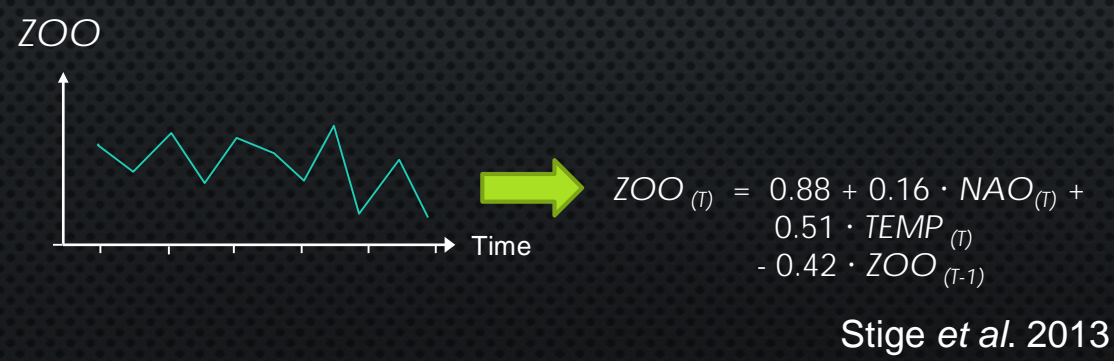 ZOO
Time
ZOO (T) = 0.88 + 0.16 · NAO(T) +
0.51 · TEMP (T)
- 0.42 · ZOO (T-1)
Stige et al. 2013